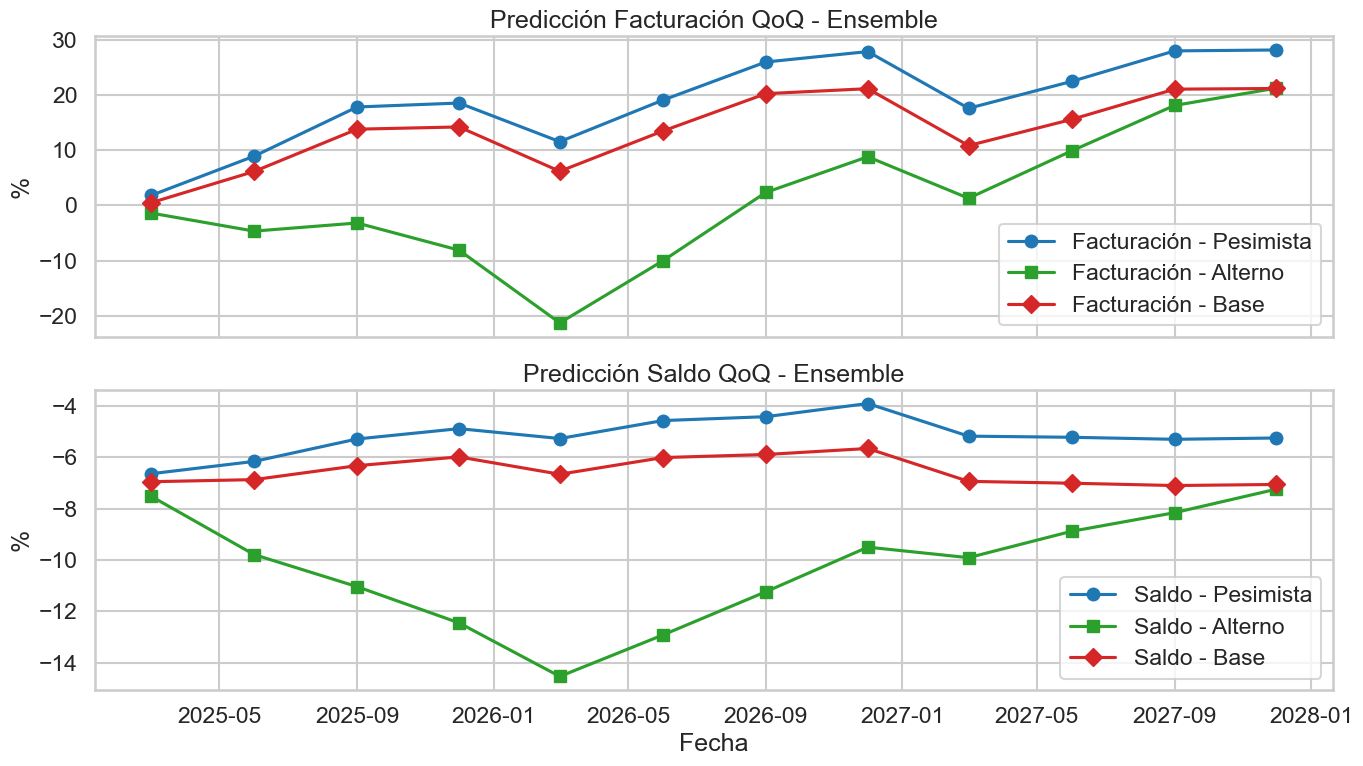 Predicción Facturación QoQ - Ensemble
30
20
10
0
−10
−20
%
Facturación - Pesimista
Facturación - Alterno
Facturación - Base
Predicción Saldo QoQ - Ensemble
−4
−6
−8
−10
−12
−14
%
Saldo - Pesimista
Saldo - Alterno
Saldo - Base
2025-05 2025-09 2026-01 2026-05 2026-09 2027-01 2027-05 2027-09 2028-01
Fecha